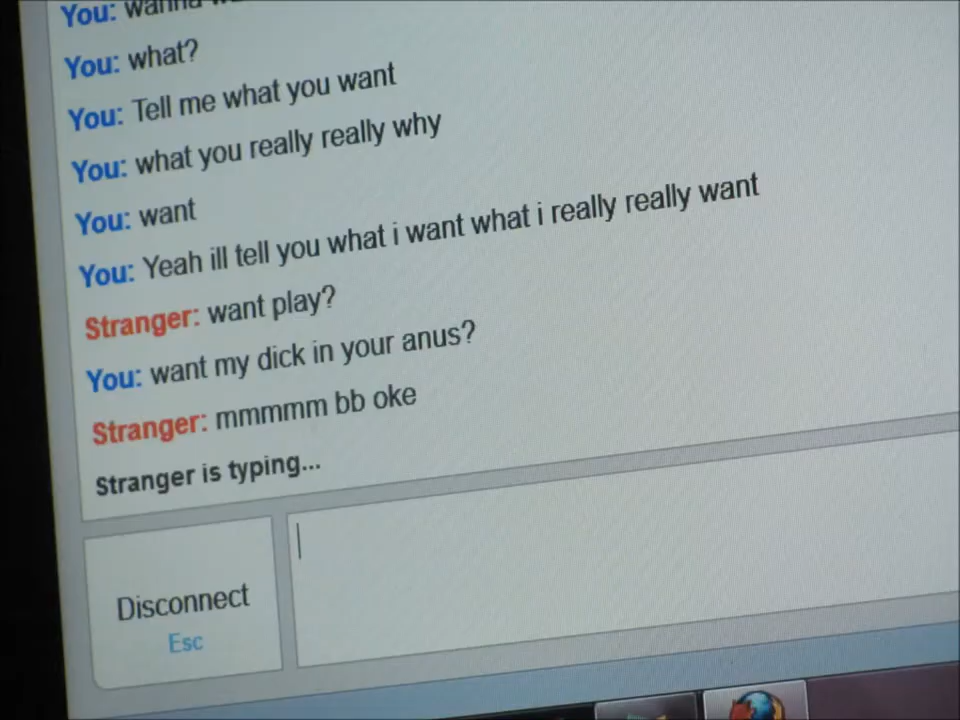 You: wanna
You: what?
You: Tell me what you want
You: what you really really why
You: want
You: Yeah ill tell you what i want what i really really want
Stranger: want play?
You: want my dick in your anus?
Stranger: mmmmm bb oke
Stranger is typing...
Disconnect
Esc